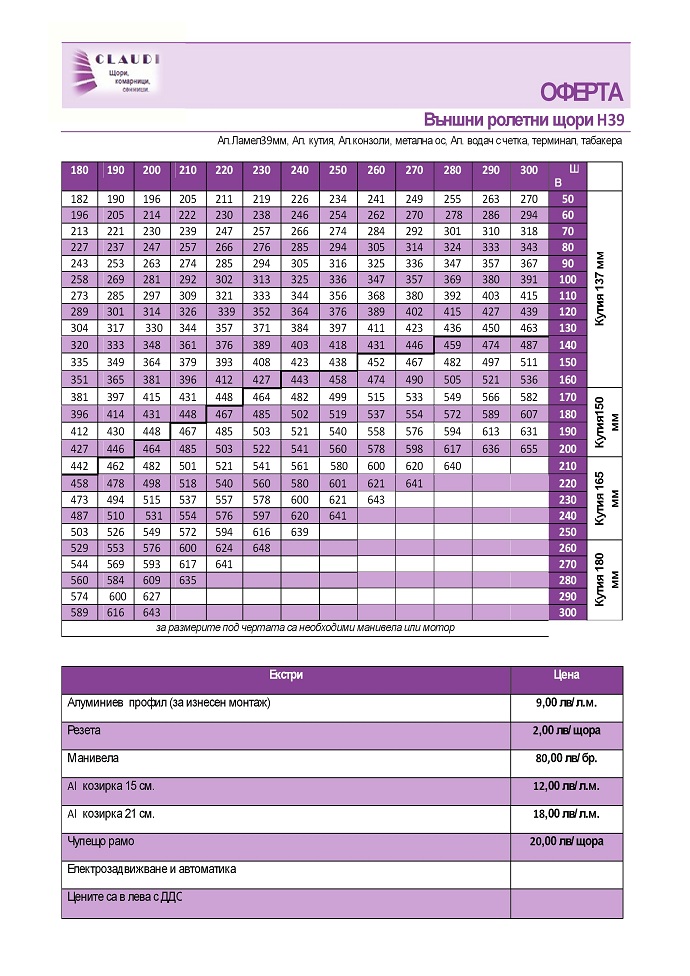 CLAUDI
Щори,
комарници,
сенници.
ОФЕРТА
Външни ролетни щори H39
Ал.Ламел39мм, Ал. кутия, Ал.конзоли, метална ос, Ал. водач с четка, терминал, табакера
180 190 200 210 220 230 240 250 260 270 280 290 300 Ш
В
182 190 196 205 211 219 226 234 241 249 255 263 270 50
196 205 214 222 230 238 246 254 262 270 278 286 294 60
213 221 230 239 247 257 266 274 284 292 301 310 318 70
227 237 247 257 266 276 285 294 305 314 324 333 343 80
243 253 263 274 285 294 305 316 325 336 347 357 367 90
258 269 281 292 302 313 325 336 347 357 369 380 391 100
273 285 297 309 321 333 344 356 368 380 392 403 415 110
289 301 314 326 339 352 364 376 389 402 415 427 439 120
304 317 330 344 357 371 384 397 411 423 436 450 463 130
320 333 348 361 376 389 403 418 431 446 459 474 487 140
335 349 364 379 393 408 423 438 452 467 482 497 511 150
351 365 381 396 412 427 443 458 474 490 505 521 536 160
Кутия 137 мм
381 397 415 431 448 464 482 499 515 533 549 566 582 170
396 414 431 448 467 485 502 519 537 554 572 589 607 180
412 430 448 467 485 503 521 540 558 576 594 613 631 190
427 446 464 485 503 522 541 560 578 598 617 636 655 200
Кутия150
мм
442 462 482 501 521 541 561 580 600 620 640 210
458 478 498 518 540 560 580 601 621 641 220
473 494 515 537 557 578 600 621 643 230
487 510 531 554 576 597 620 641 240
503 526 549 572 594 616 639 250
Кутия 165
мм
529 553 576 600 624 648 260
544 569 593 617 641 270
560 584 609 635 280
574 600 627 290
589 616 643 300
Кутия 180
мм
за размерите под чертата са необходими манивела или мотор
Екстри Цена
Алуминиев профил (за изнесен монтаж) 9,00 лв/ л.м.
Резета 2,00 лв/ щора
Манивела 80,00 лв/ бр.
Al козирка 15 см. 12,00 лв/ л.м.
Al козирка 21 см. 18,00 лв/ л.м.
Чупещо рамо 20,00 лв/ щора
Електрозадвижване и автоматика
Цените са в лева с ДДС